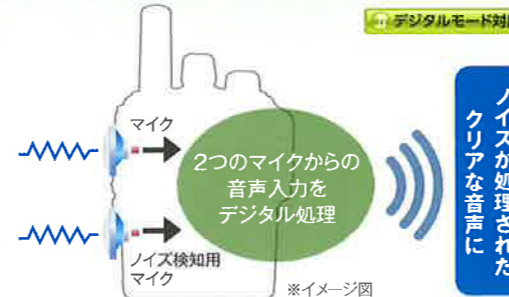 デジタルモード対応
マイク
2つのマイクからの
音声入力を
デジタル処理
ノイズ検知用
マイク
ノイズが処理された
クリアな音声に
※イメージ図